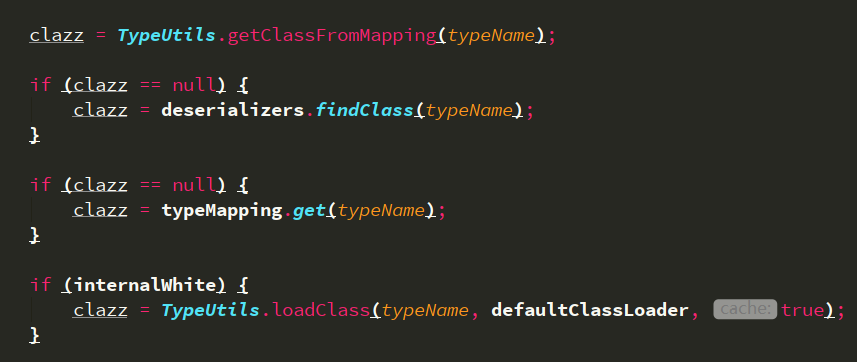 clazz = TypeUtils.getClassFromMapping(typeName);
if (clazz == null) {
clazz = deserializers.findClass(typeName);
}
if (clazz == null) {
clazz = typeMapping.get(typeName);
}
if (internalWhite) {
clazz = TypeUtils.loadClass(typeName, defaultClassLoader, cache: true);
}